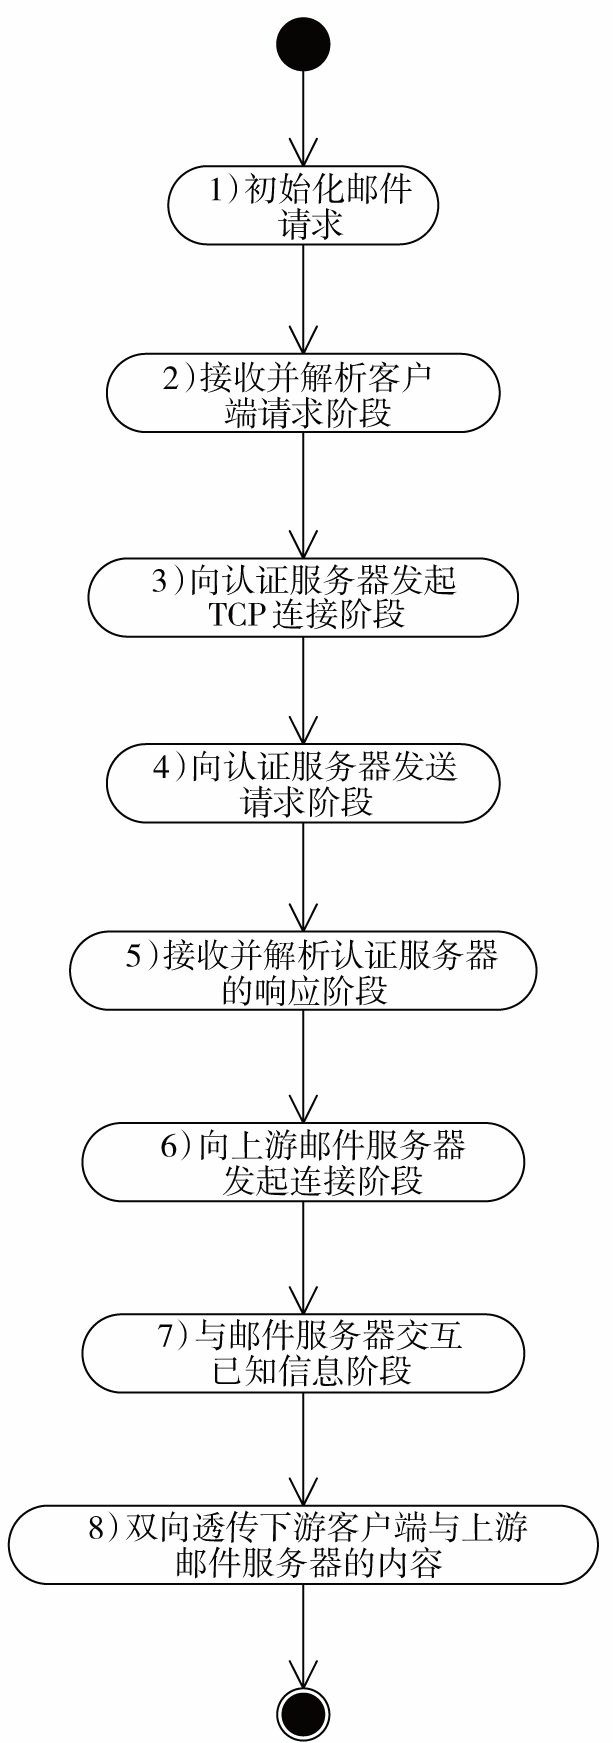 1)初始化邮件
请求
2)接收并解析客户
端请求阶段
3)向认证服务器发起
TCP连接阶段
4)向认证服务器发送
请求阶段
5)接收并解析认证服务器
的响应阶段
6)向上游邮件服务器
发起连接阶段
7)与邮件服务器交互
已知信息阶段
8)双向透传下游客户端与上游
邮件服务器的内容